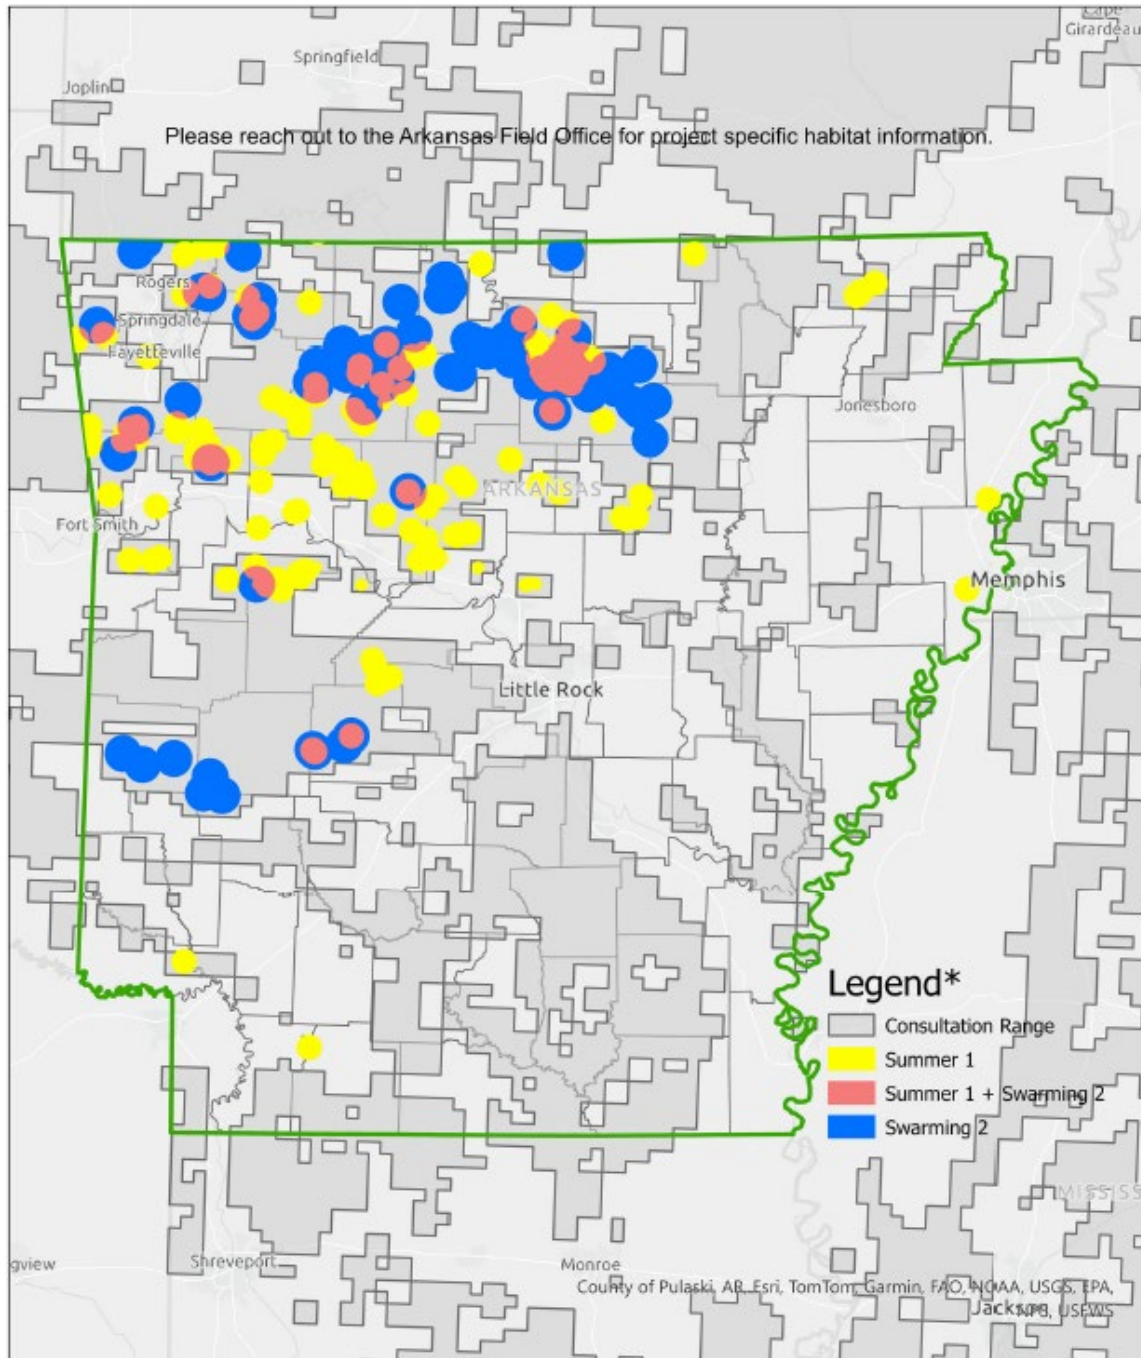 Cape
Girardeau
Springfield
Joplin
Please reach out to the Arkansas Field Office for project specific habitat information.
Rogers
Springdale
Fayetteville
Jonesboro
ARKANSAS
Fort Smith
Memphis
Little Rock
Legend*
Consultation Range
Summer 1
Summer 1 + Swarming 2
Swarming 2
MISSISS
gview
Shreveport
Monroe
County of Pulaski, AR, Esri, TomTom, Garmin, FAO, NOAA, USGS, EPA,
NPS, USFWS